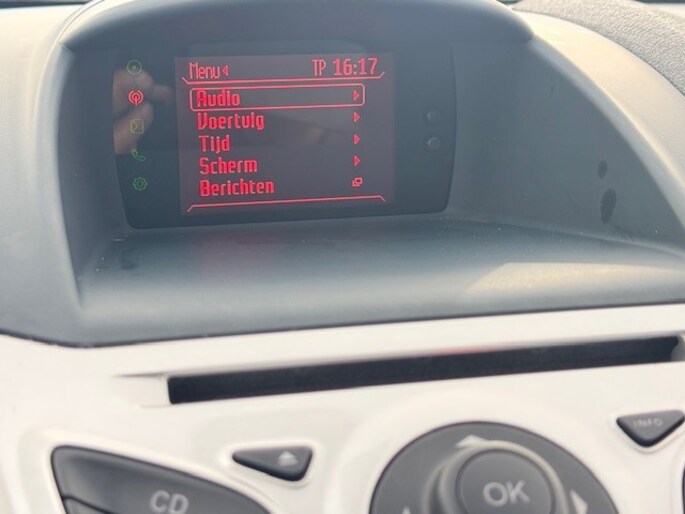 Menu TP 16:17
Audio
Voertuig
Tijd
Scherm
Berichten
INFO
CD
OK